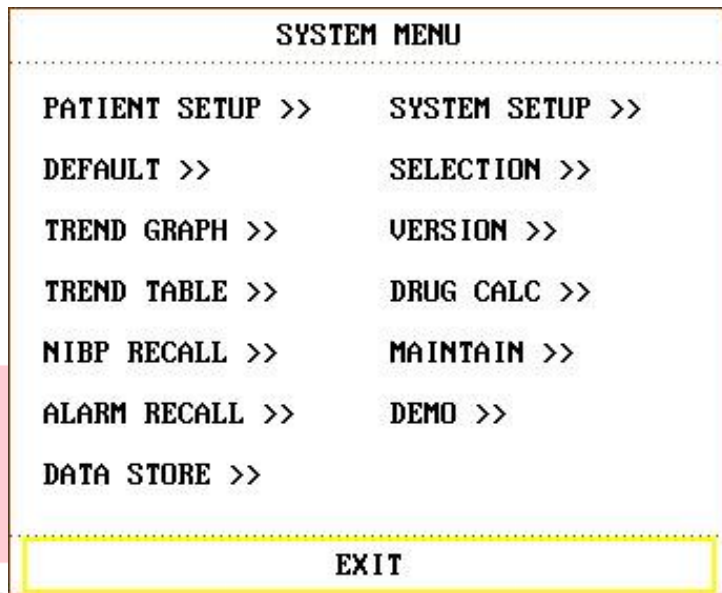 SYSTEM MENU
PATIENT SETUP >> SYSTEM SETUP >>
DEFAULT >> SELECTION >>
TREND GRAPH >> VERSION >>
TREND TABLE >> DRUG CALC >>
NIBP RECALL >> MAINTAIN >>
ALARM RECALL >> DEMO >>
DATA STORE >>
EXIT